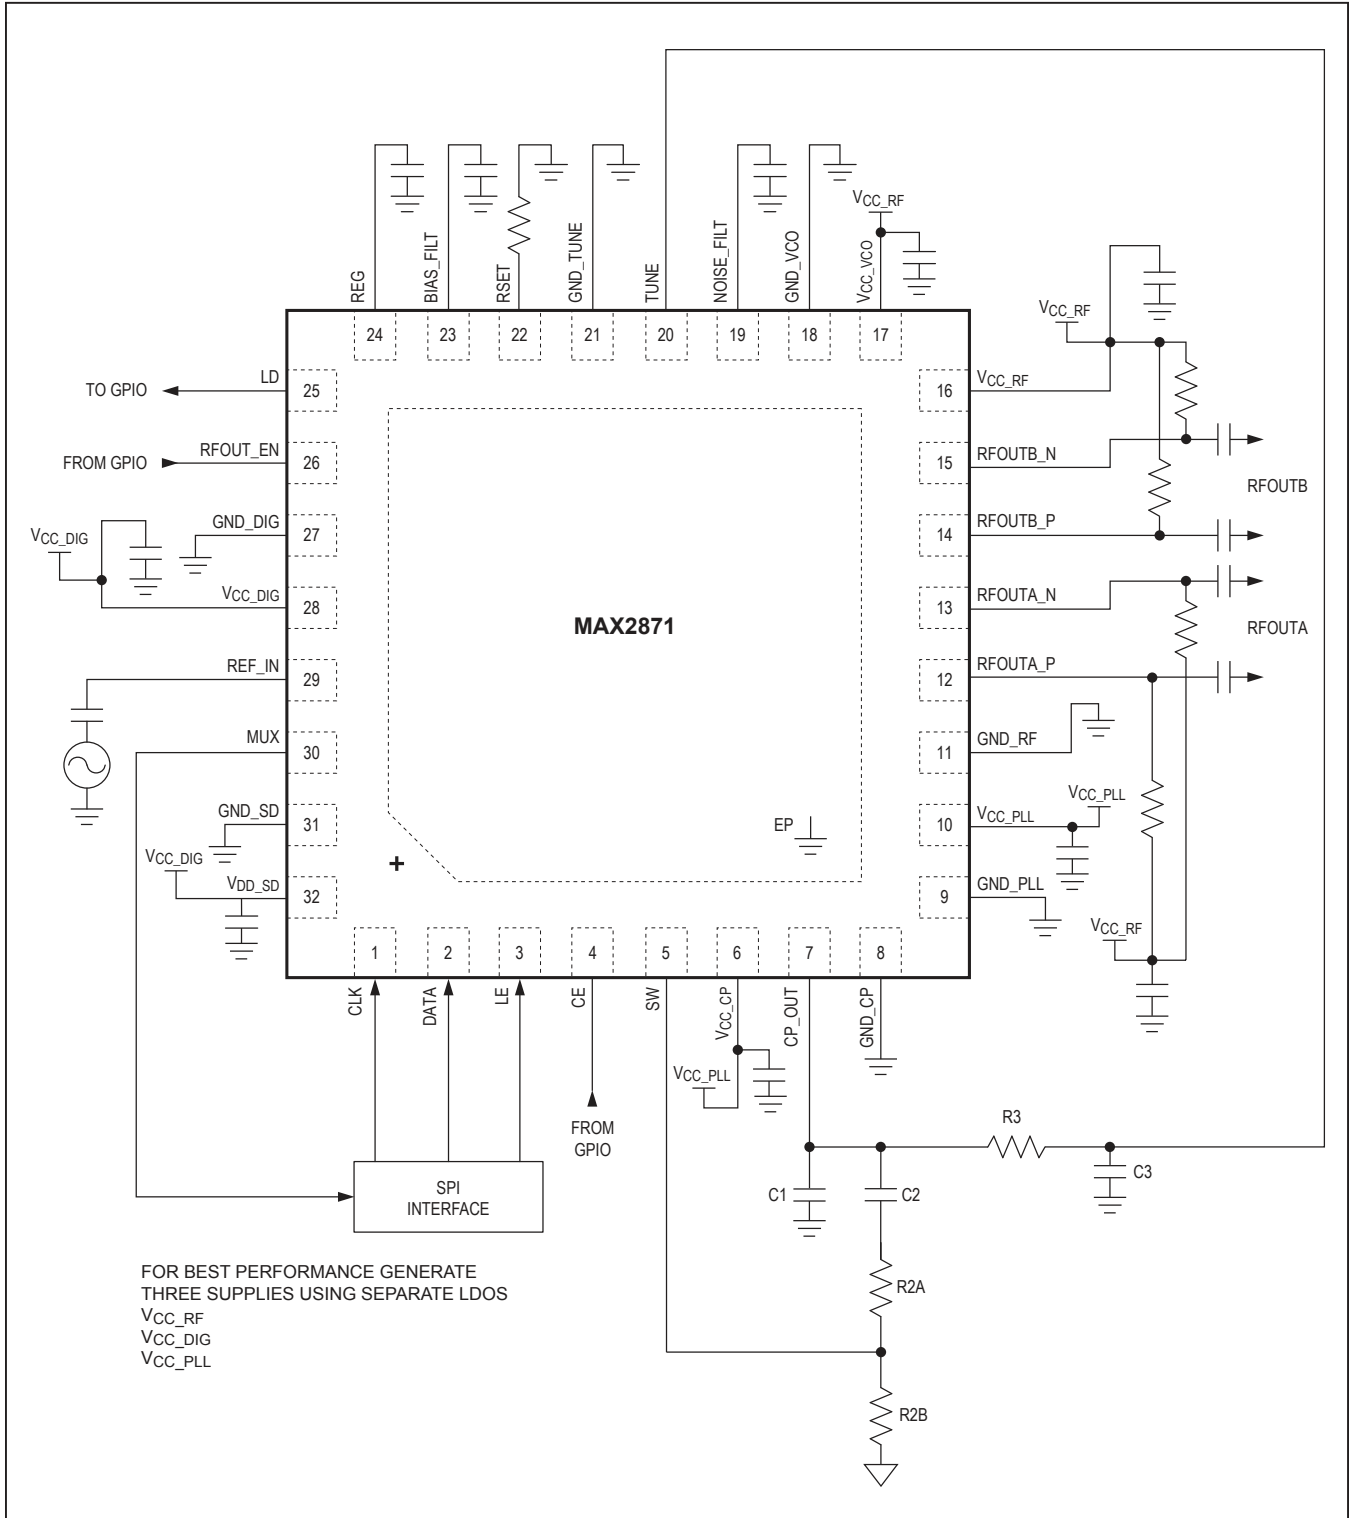 VCC_RF
REG
BIAS_FILT
RSET
GND_TUNE
TUNE
NOISE_FILT
GND_VCO
VCC_VCO
24
23
22
21
20
19
18
17
VCC_RF
TO GPIO
LD
25
16
VCC_RF
FROM GPIO
RFOUT_EN
26
15
RFOUTB_N
RFOUTB
VCC_DIG
GND_DIG
27
14
RFOUTB_P
VCC_DIG
28
13
RFOUTA_N
MAX2871
RFOUTA
REF_IN
29
12
RFOUTA_P
MUX
30
11
GND_RF
VCC_PLL
GND_SD
31
10
VCC_PLL
EP
VCC_DIG
+
VDD_SD
32
9
GND_PLL
VCC_RF
1
2
3
4
5
6
7
8
CLK
DATA
LE
CE
SW
VCC_CP
CP_OUT
GND_CP
VCC_PLL
FROM
GPIO
R3
SPI
INTERFACE
C1
C2
C3
FOR BEST PERFORMANCE GENERATE
THREE SUPPLIES USING SEPARATE LDOS
VCC_RF
VCC_DIG
VCC_PLL
R2A
R2B